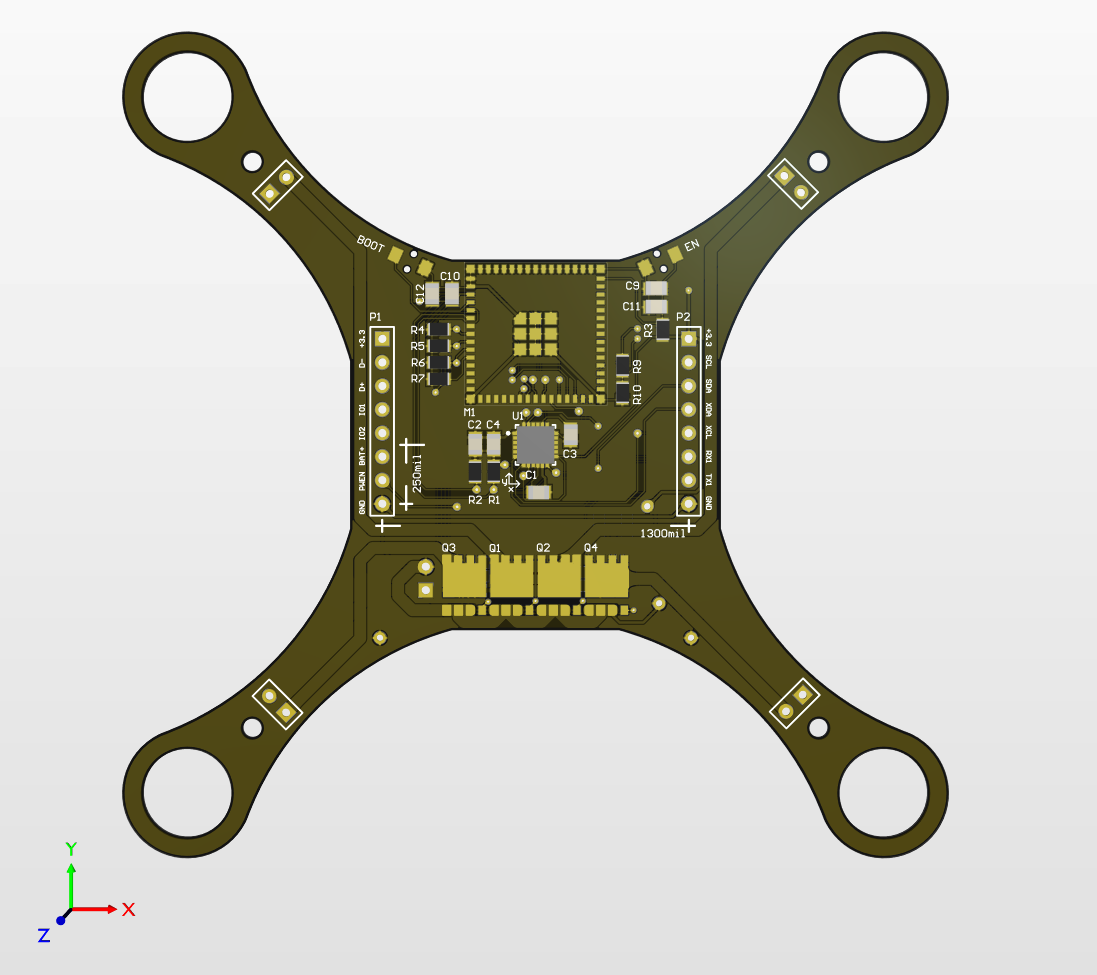 BOOT
EN
C12
C10
C9
C11
P1
P2
R3
R4
R5
R6
R7
R9
R10
+3.3
D-
D+
IO1
IO2
BAT+
PWEN
GND
+3.3
SCL
SDA
XDA
XCL
RX1
TX1
GND
M1
U1
C2
C4
C3
C1
Y
X
R2
R1
250mil
1300mil
Q3
Q1
Q2
Q4
Y
X
Z